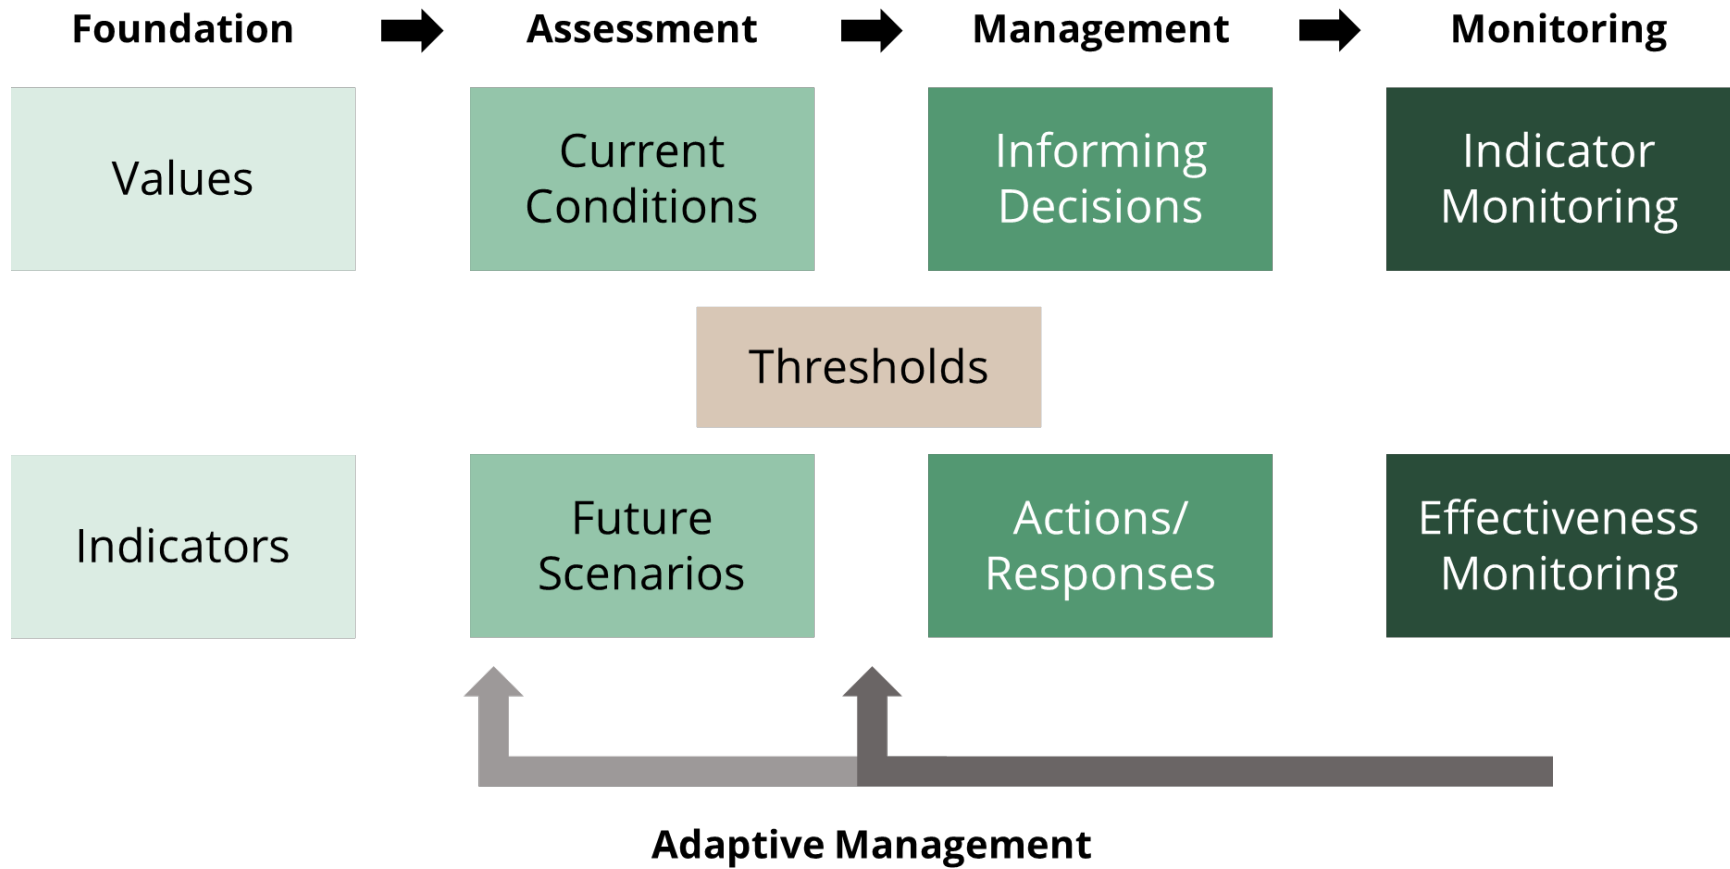 Foundation
Assessment
Management
Monitoring
Values
Current
Conditions
Informing
Decisions
Indicator
Monitoring
Thresholds
Indicators
Future
Scenarios
Actions/
Responses
Effectiveness
Monitoring
Adaptive Management